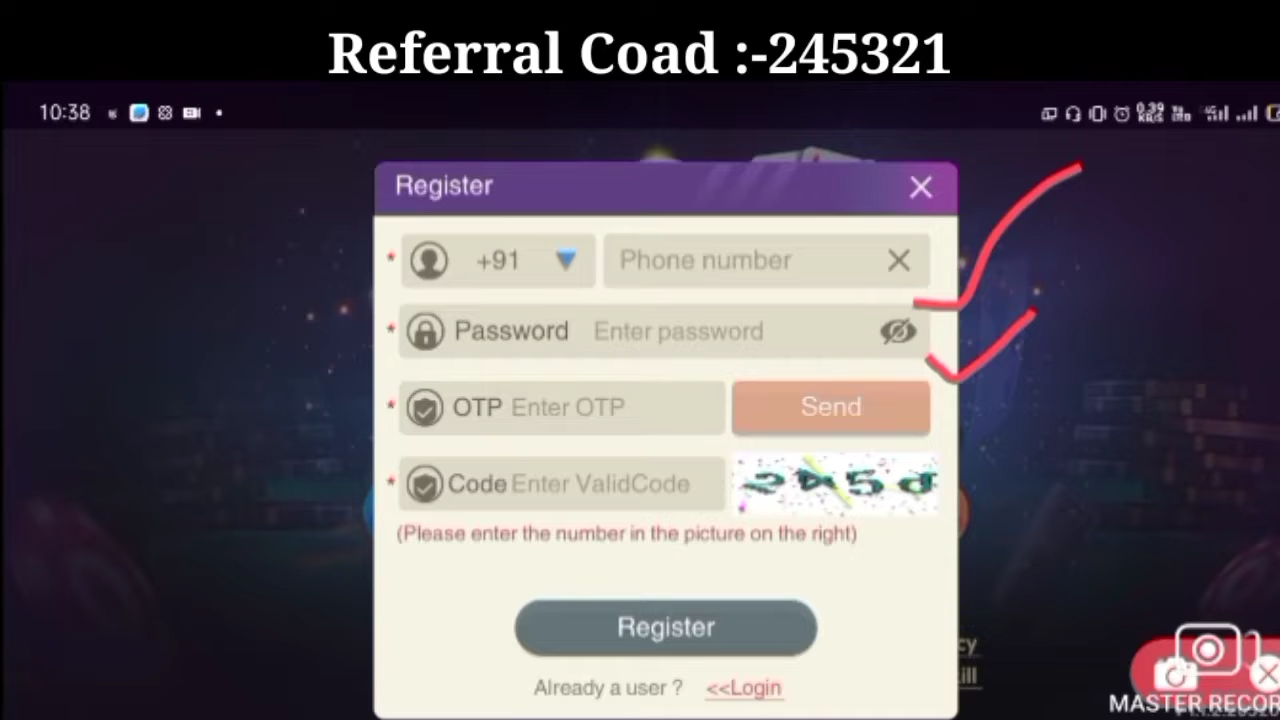 Referral Coad :-245321
10:38
Register
* +91 Phone number
* Password Enter password
* OTP Enter OTP Send
* Code Enter ValidCode
(Please enter the number in the picture on the right)
Register
Already a user ? <<Login
MASTER RECOR